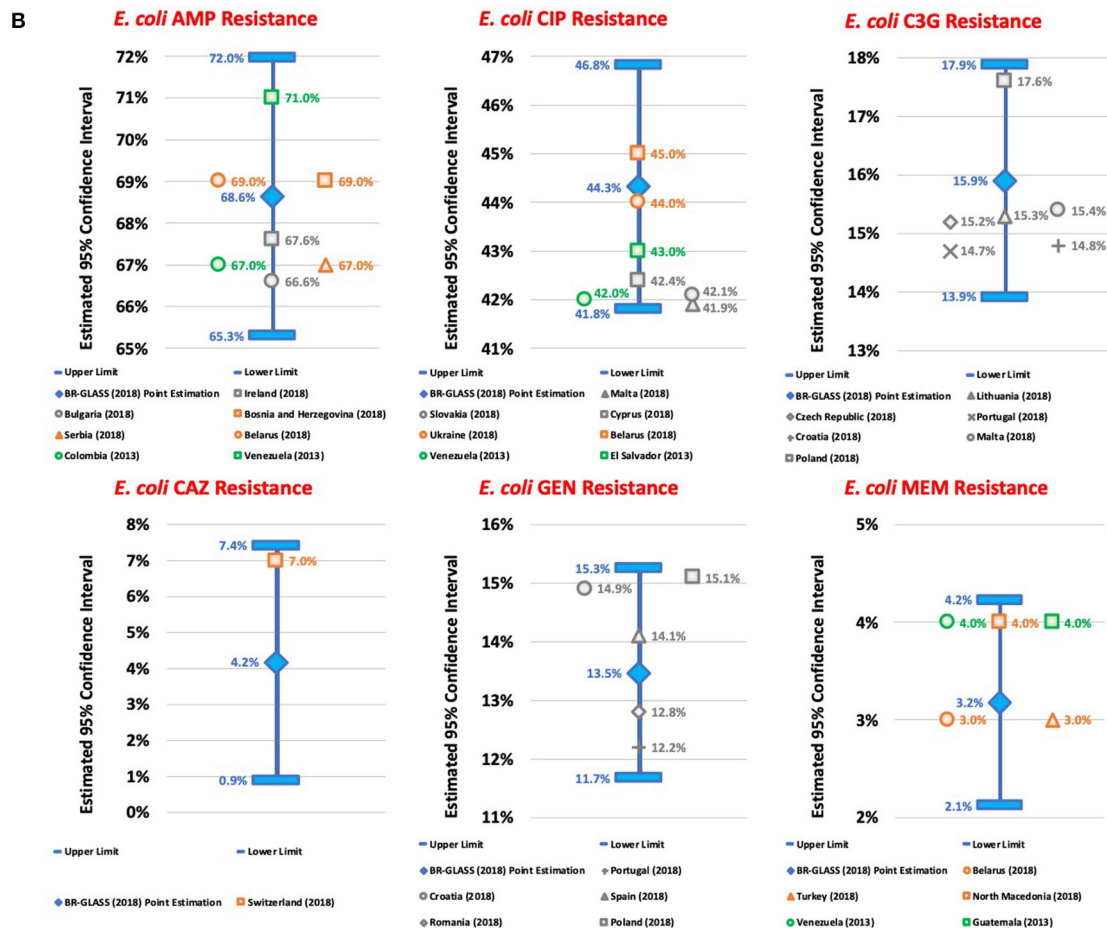 B
E. coli AMP Resistance
Estimated 95% Confidence Interval
72%
71%
70%
69%
68%
67%
66%
65%
72.0%
71.0%
69.0%
69.0%
68.6%
67.6%
67.0%
67.0%
66.6%
65.3%
Upper Limit
Lower Limit
BR-GLASS (2018) Point Estimation
Ireland (2018)
Bulgaria (2018)
Bosnia and Herzegovina (2018)
Serbia (2018)
Belarus (2018)
Colombia (2013)
Venezuela (2013)
E. coli CIP Resistance
Estimated 95% Confidence Interval
47%
46%
45%
44%
43%
42%
41%
46.8%
45.0%
44.3%
44.0%
43.0%
42.4%
42.0%
42.1%
41.8%
41.9%
Upper Limit
Lower Limit
BR-GLASS (2018) Point Estimation
Malta (2018)
Slovakia (2018)
Cyprus (2018)
Ukraine (2018)
Belarus (2018)
Venezuela (2013)
El Salvador (2013)
E. coli C3G Resistance
Estimated 95% Confidence Interval
18%
17%
16%
15%
14%
13%
17.9%
17.6%
15.9%
15.4%
15.2%
15.3%
14.7%
14.8%
13.9%
Upper Limit
Lower Limit
BR-GLASS (2018) Point Estimation
Lithuania (2018)
Czech Republic (2018)
Portugal (2018)
Croatia (2018)
Malta (2018)
Poland (2018)
E. coli CAZ Resistance
Estimated 95% Confidence Interval
8%
7%
6%
5%
4%
3%
2%
1%
0%
7.4%
7.0%
4.2%
0.9%
Upper Limit
Lower Limit
BR-GLASS (2018) Point Estimation
Switzerland (2018)
E. coli GEN Resistance
Estimated 95% Confidence Interval
16%
15%
14%
13%
12%
11%
15.3%
15.1%
14.9%
14.1%
13.5%
12.8%
12.2%
11.7%
Upper Limit
Lower Limit
BR-GLASS (2018) Point Estimation
Portugal (2018)
Croatia (2018)
Spain (2018)
Romania (2018)
Poland (2018)
E. coli MEM Resistance
Estimated 95% Confidence Interval
5%
4%
3%
2%
4.2%
4.0%
4.0%
4.0%
3.2%
3.0%
3.0%
2.1%
Upper Limit
Lower Limit
BR-GLASS (2018) Point Estimation
Belarus (2018)
Turkey (2018)
North Macedonia (2018)
Venezuela (2013)
Guatemala (2013)